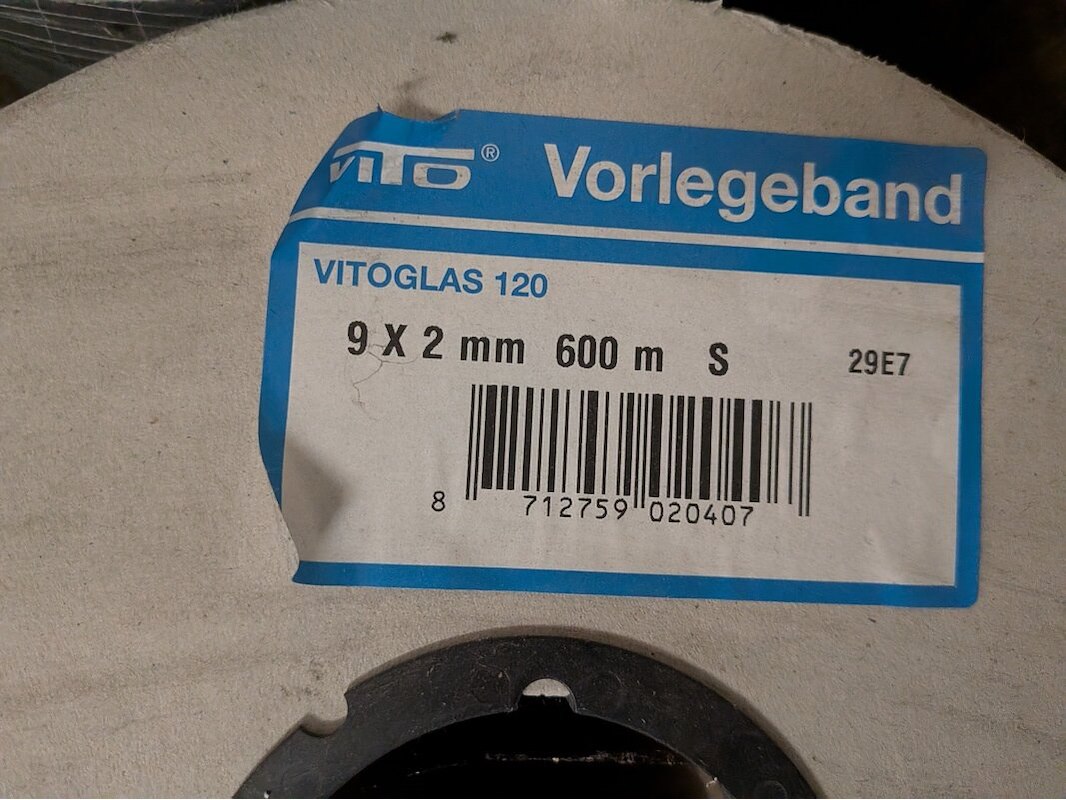 VITO® Vorlegeband
VITOGLAS 120
9 X 2 mm 600 m S 29E7
8 712759 020407